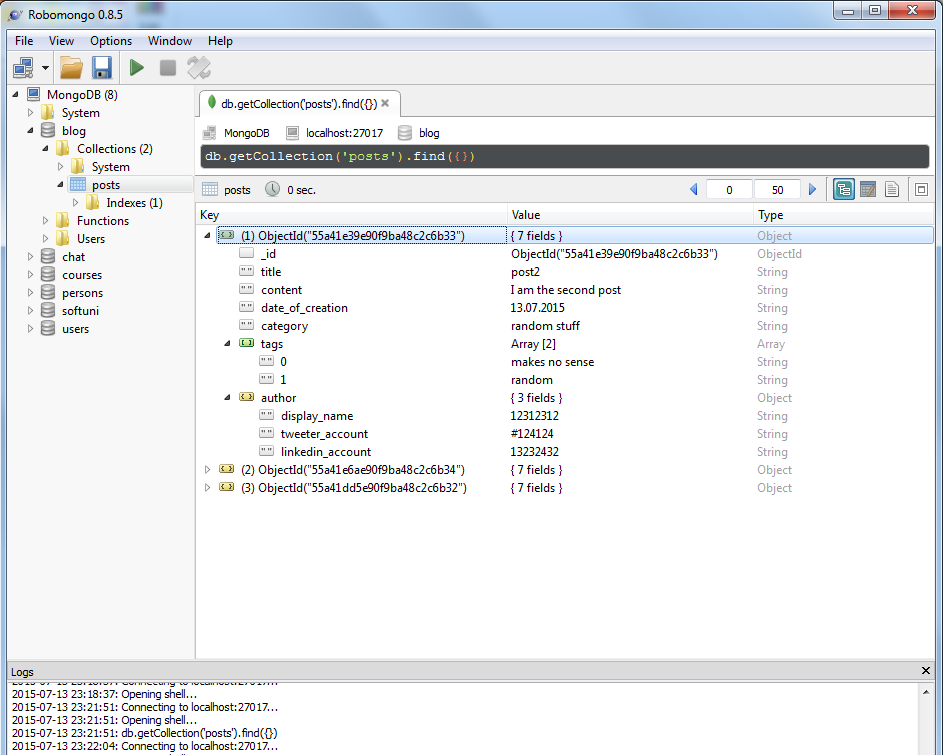 Robomongo 0.8.5
File View Options Window Help
MongoDB (8)
System
blog
Collections (2)
System
posts
Indexes (1)
Functions
Users
chat
courses
persons
softuni
users
db.getCollection('posts').find({})
MongoDB localhost:27017 blog
db.getCollection('posts').find({})
posts 0 sec. 0 50
Key Value Type
(1) ObjectId("55a41e39e90f9ba48c2c6b33") { 7 fields } Object
_id ObjectId("55a41e39e90f9ba48c2c6b33") ObjectId
title post2 String
content I am the second post String
date_of_creation 13.07.2015 String
category random stuff String
tags Array [2] Array
0 makes no sense String
1 random String
author { 3 fields } Object
display_name 12312312 String
tweeter_account #124124 String
linkedin_account 13232432 String
(2) ObjectId("55a41e6ae90f9ba48c2c6b34") { 7 fields } Object
(3) ObjectId("55a41dd5e90f9ba48c2c6b32") { 7 fields } Object
Logs
2015-07-13 23:18:37: Connecting to localhost:27017...
2015-07-13 23:18:37: Opening shell...
2015-07-13 23:21:51: Connecting to localhost:27017...
2015-07-13 23:21:51: Opening shell...
2015-07-13 23:21:51: db.getCollection('posts').find({})
2015-07-13 23:22:04: Connecting to localhost:27017...